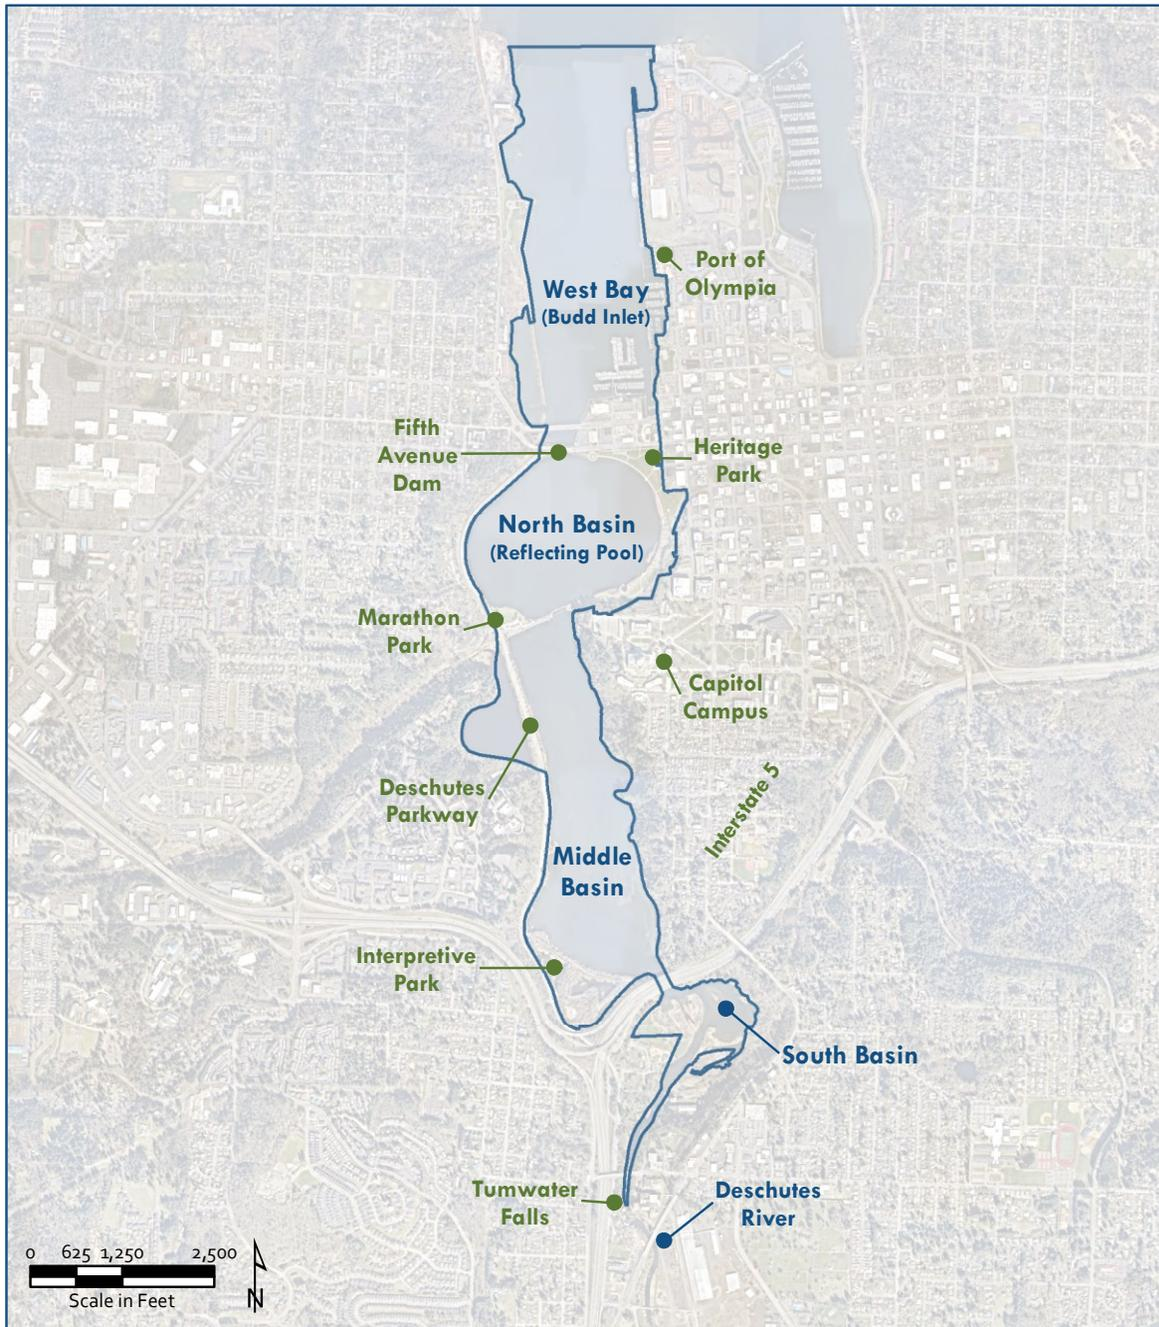 Port of
Olympia
West Bay
(Budd Inlet)
Fifth
Avenue
Dam
Heritage
Park
North Basin
(Reflecting Pool)
Marathon
Park
Capitol
Campus
Deschutes
Parkway
Interstate 5
Middle
Basin
Interpretive
Park
South Basin
Tumwater
Falls
Deschutes
River
0 625 1,250 2,500
Scale in Feet
N